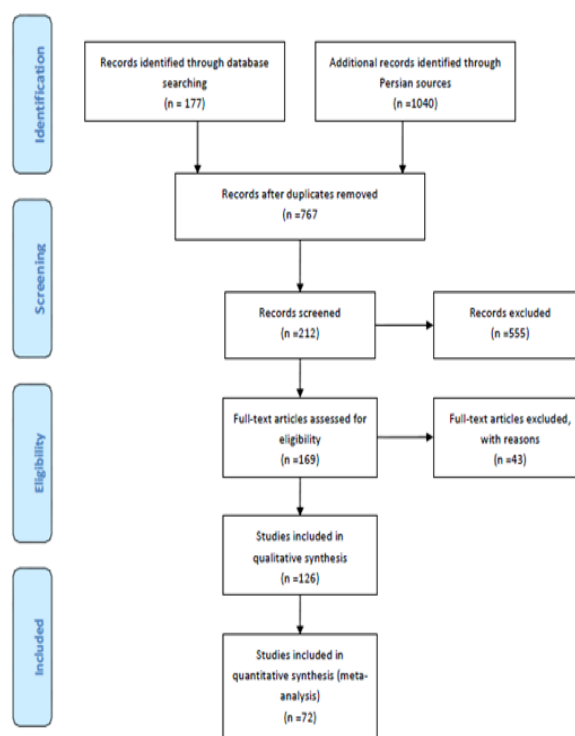 Identification
Records identified through database
searching
(n = 177)
Additional records identified through
Persian sources
(n =1040)
Records after duplicates removed
(n =767
Screening
Records screened
(n =212)
Records excluded
(n =555)
Eligibility
Full-text articles assessed for
eligibility
(n =169)
Full-text articles excluded,
with reasons
(n =43)
Studies included in
qualitative synthesis
(n =126)
Included
Studies included in
quantitative synthesis (meta-
analysis)
(n =72)